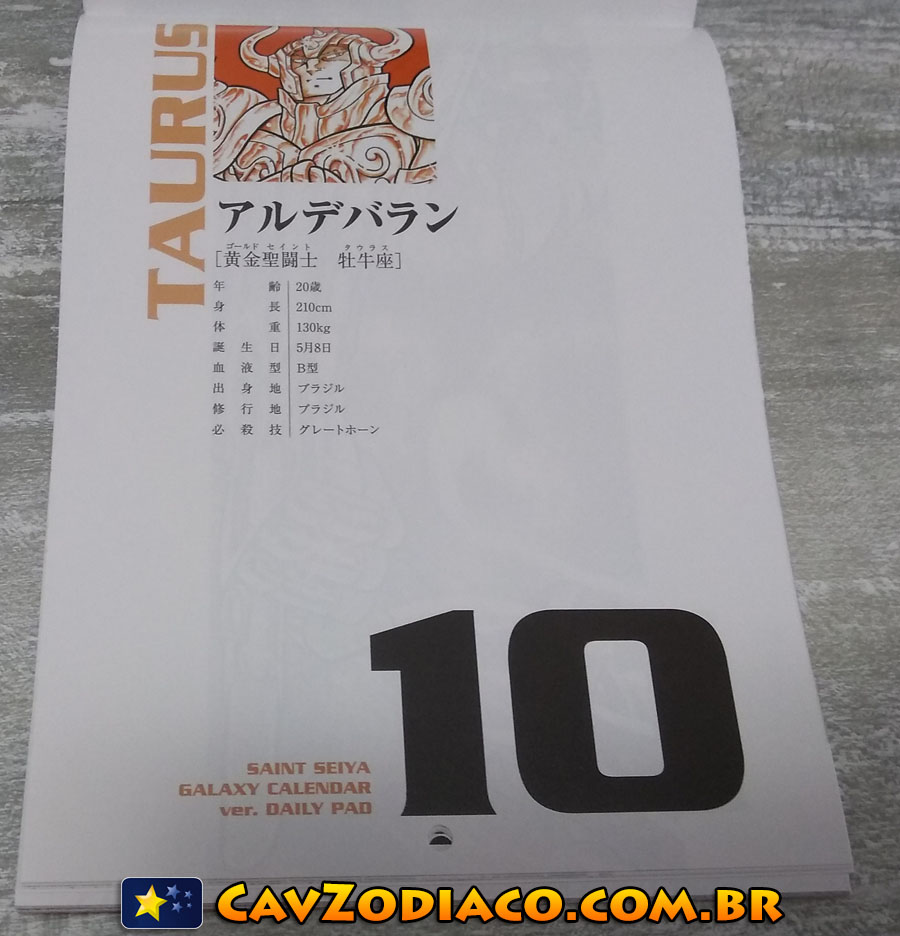 TAURUS
アルデバラン
ゴールド セイント タウラス
[黄金聖闘士 牡牛座]
年齢 20歳
身長 210cm
体重 130kg
誕生日 5月8日
血液型 B型
出身地 ブラジル
修行地 ブラジル
必殺技 グレートホーン
10
SAINT SEIYA
GALAXY CALENDAR
ver. DAILY PAD
CavZodiaco.com.br